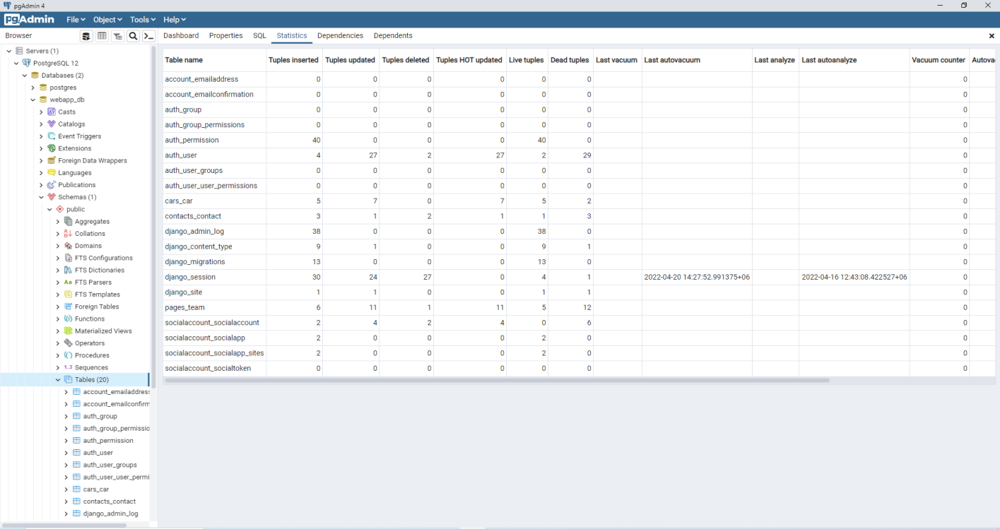 pgAdmin 4
pgAdmin File Object Tools Help
Browser Dashboard Properties SQL Statistics Dependencies Dependents
Servers (1)
PostgreSQL 12
Databases (2)
postgres
webapp_db
Casts
Catalogs
Event Triggers
Extensions
Foreign Data Wrappers
Languages
Publications
Schemas (1)
public
Aggregates
Collations
Domains
FTS Configurations
FTS Dictionaries
Aa FTS Parsers
FTS Templates
Foreign Tables
Functions
Materialized Views
Operators
Procedures
1..3 Sequences
Tables (20)
account_emailaddress
account_emailconfirm
auth_group
auth_group_permissio
auth_permission
auth_user
auth_user_groups
auth_user_user_permi
cars_car
contacts_contact
django_admin_log
Table name Tuples inserted Tuples updated Tuples deleted Tuples HOT updated Live tuples Dead tuples Last vacuum Last autovacuum Last analyze Last autoanalyze Vacuum counter Autova
account_emailaddress 0 0 0 0 0 0 0
account_emailconfirmation 0 0 0 0 0 0 0
auth_group 0 0 0 0 0 0 0
auth_group_permissions 0 0 0 0 0 0 0
auth_permission 40 0 0 0 40 0 0
auth_user 4 27 2 27 2 29 0
auth_user_groups 0 0 0 0 0 0 0
auth_user_user_permissions 0 0 0 0 0 0 0
cars_car 5 7 0 7 5 2 0
contacts_contact 3 1 2 1 1 3 0
django_admin_log 38 0 0 0 38 0 0
django_content_type 9 1 0 0 9 1 0
django_migrations 13 0 0 0 13 0 0
django_session 30 24 27 0 4 1 2022-04-20 14:27:52.991375+06 2022-04-16 12:43:08.422527+06 0
django_site 1 1 0 0 1 1 0
pages_team 6 11 1 11 5 12 0
socialaccount_socialaccount 2 4 2 4 0 6 0
socialaccount_socialapp 2 0 0 0 2 0 0
socialaccount_socialapp_sites 2 0 0 0 2 0 0
socialaccount_socialtoken 0 0 0 0 0 0 0